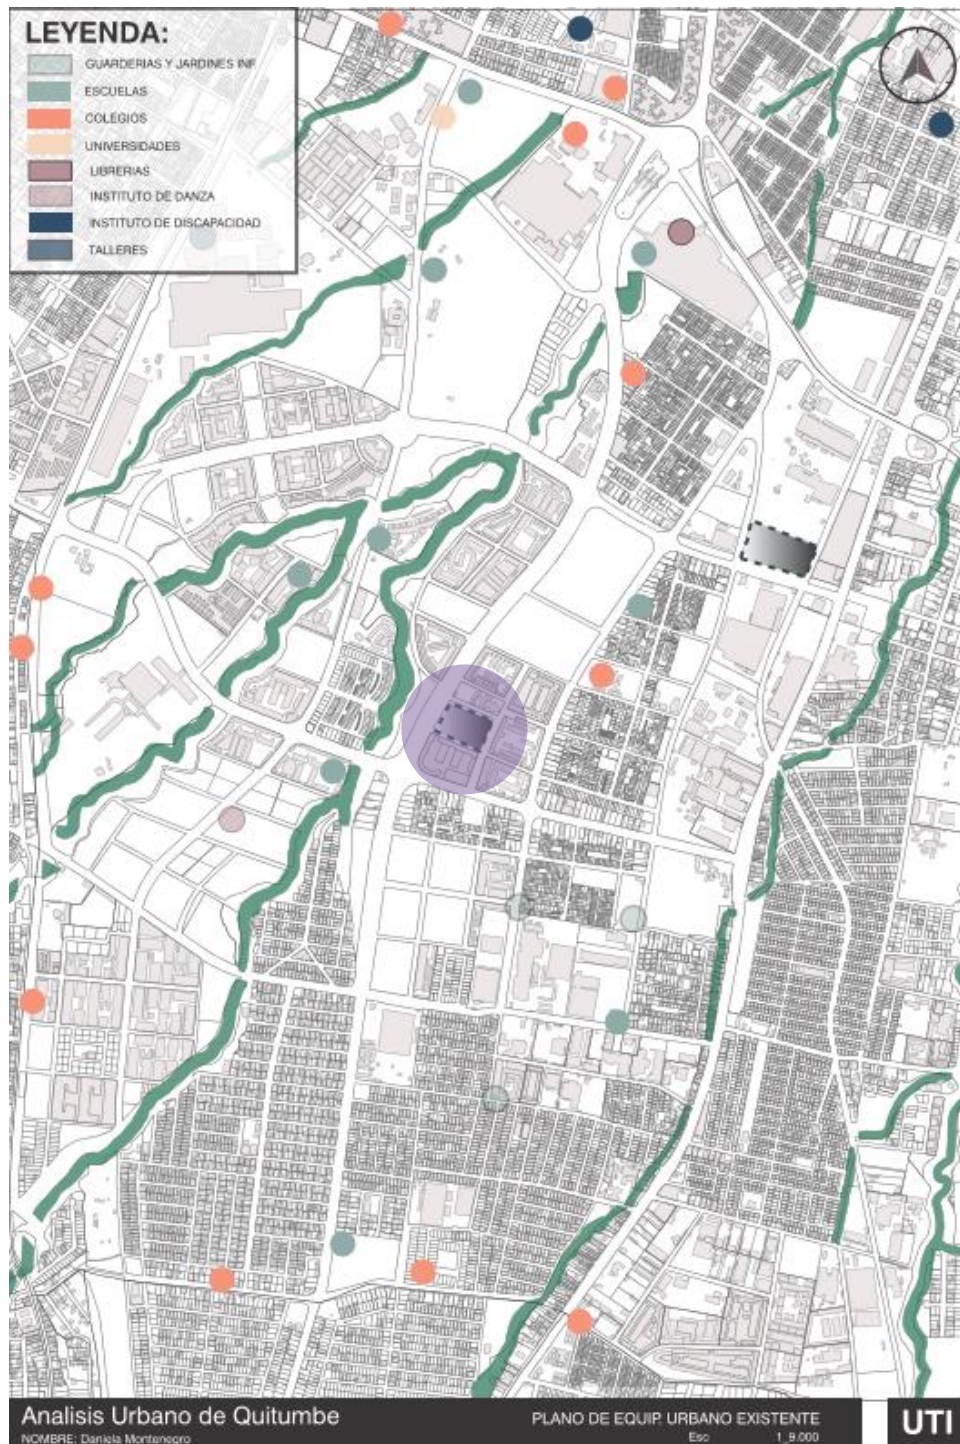 LEYENDA:
GUARDERIAS Y JARDINES INF
ESCUELAS
COLEGIOS
UNIVERSIDADES
LIBRERIAS
INSTITUTO DE DANZA
INSTITUTO DE DISCAPACIDAD
TALLERES
Analisis Urbano de Quitumbe
NOMBRE: Daniela Montenegro
PLANO DE EQUIP. URBANO EXISTENTE
Esc 1_9.000
UTI